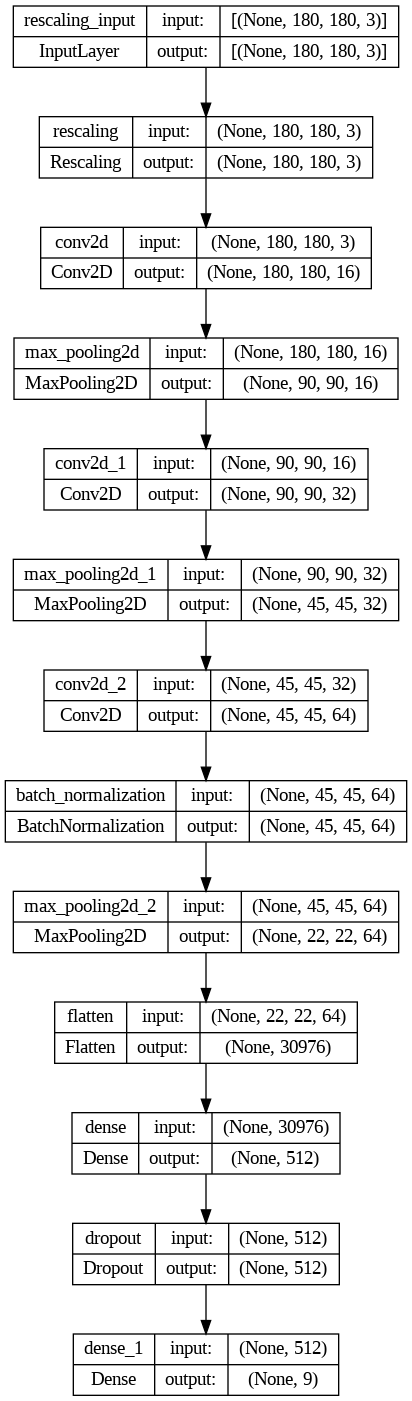 rescaling_input input: [(None, 180, 180, 3)]
InputLayer output: [(None, 180, 180, 3)]
rescaling input: (None, 180, 180, 3)
Rescaling output: (None, 180, 180, 3)
conv2d input: (None, 180, 180, 3)
Conv2D output: (None, 180, 180, 16)
max_pooling2d input: (None, 180, 180, 16)
MaxPooling2D output: (None, 90, 90, 16)
conv2d_1 input: (None, 90, 90, 16)
Conv2D output: (None, 90, 90, 32)
max_pooling2d_1 input: (None, 90, 90, 32)
MaxPooling2D output: (None, 45, 45, 32)
conv2d_2 input: (None, 45, 45, 32)
Conv2D output: (None, 45, 45, 64)
batch_normalization input: (None, 45, 45, 64)
BatchNormalization output: (None, 45, 45, 64)
max_pooling2d_2 input: (None, 45, 45, 64)
MaxPooling2D output: (None, 22, 22, 64)
flatten input: (None, 22, 22, 64)
Flatten output: (None, 30976)
dense input: (None, 30976)
Dense output: (None, 512)
dropout input: (None, 512)
Dropout output: (None, 512)
dense_1 input: (None, 512)
Dense output: (None, 9)